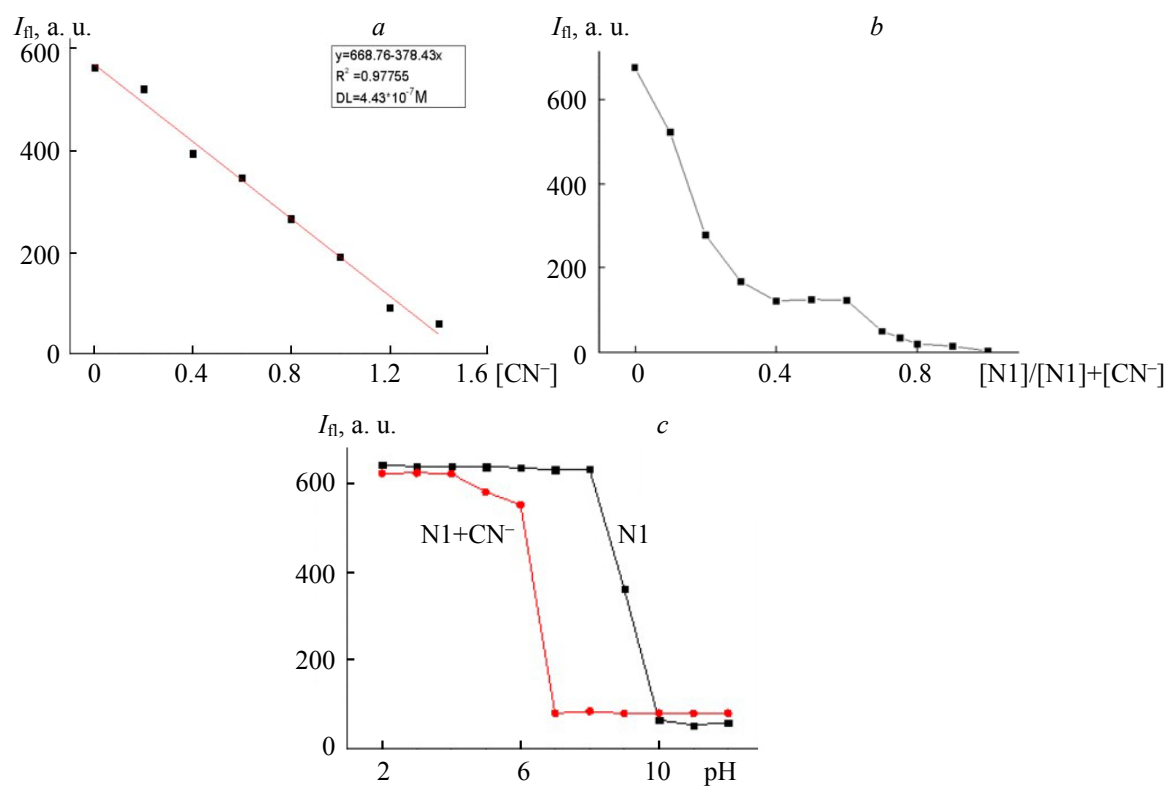 I_fl, a. u.
a
y=668.76-378.43x
R² =0.97755
DL=4.43*10⁻⁷M
600
400
200
0
0 0.4 0.8 1.2 1.6 [CN⁻]
I_fl, a. u.
b
600
400
200
0
0 0.4 0.8 [N1]/[N1]+[CN⁻]
I_fl, a. u.
c
600
N1+CN⁻
N1
400
200
0
2 6 10 pH